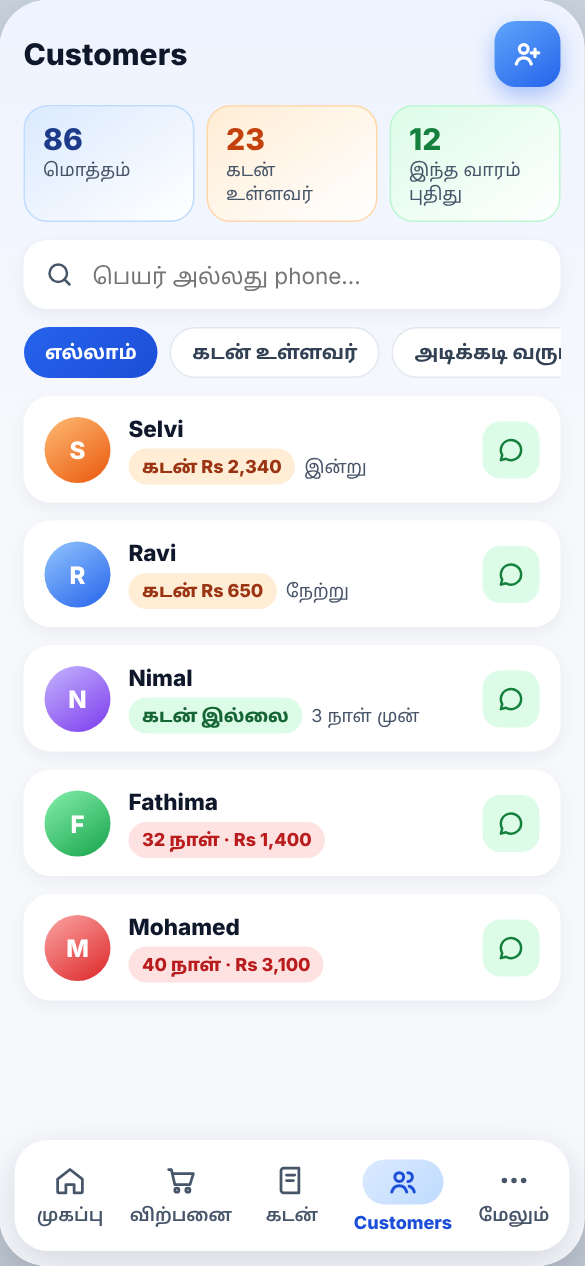 Customers
86
மொத்தம்
23
கடன்
உள்ளவர்
12
இந்த வாரம்
புதிது
பெயர் அல்லது phone...
எல்லாம்
கடன் உள்ளவர்
அடிக்கடி
Selvi
கடன் Rs 2,340 இன்று
Ravi
கடன் Rs 650 நேற்று
Nimal
கடன் இல்லை 3 நாள் முன்
Fathima
32 நாள் · Rs 1,400
Mohamed
40 நாள் · Rs 3,100
S
R
N
F
M
முகப்பு
விற்பனை
கடன்
Customers
மேலும்